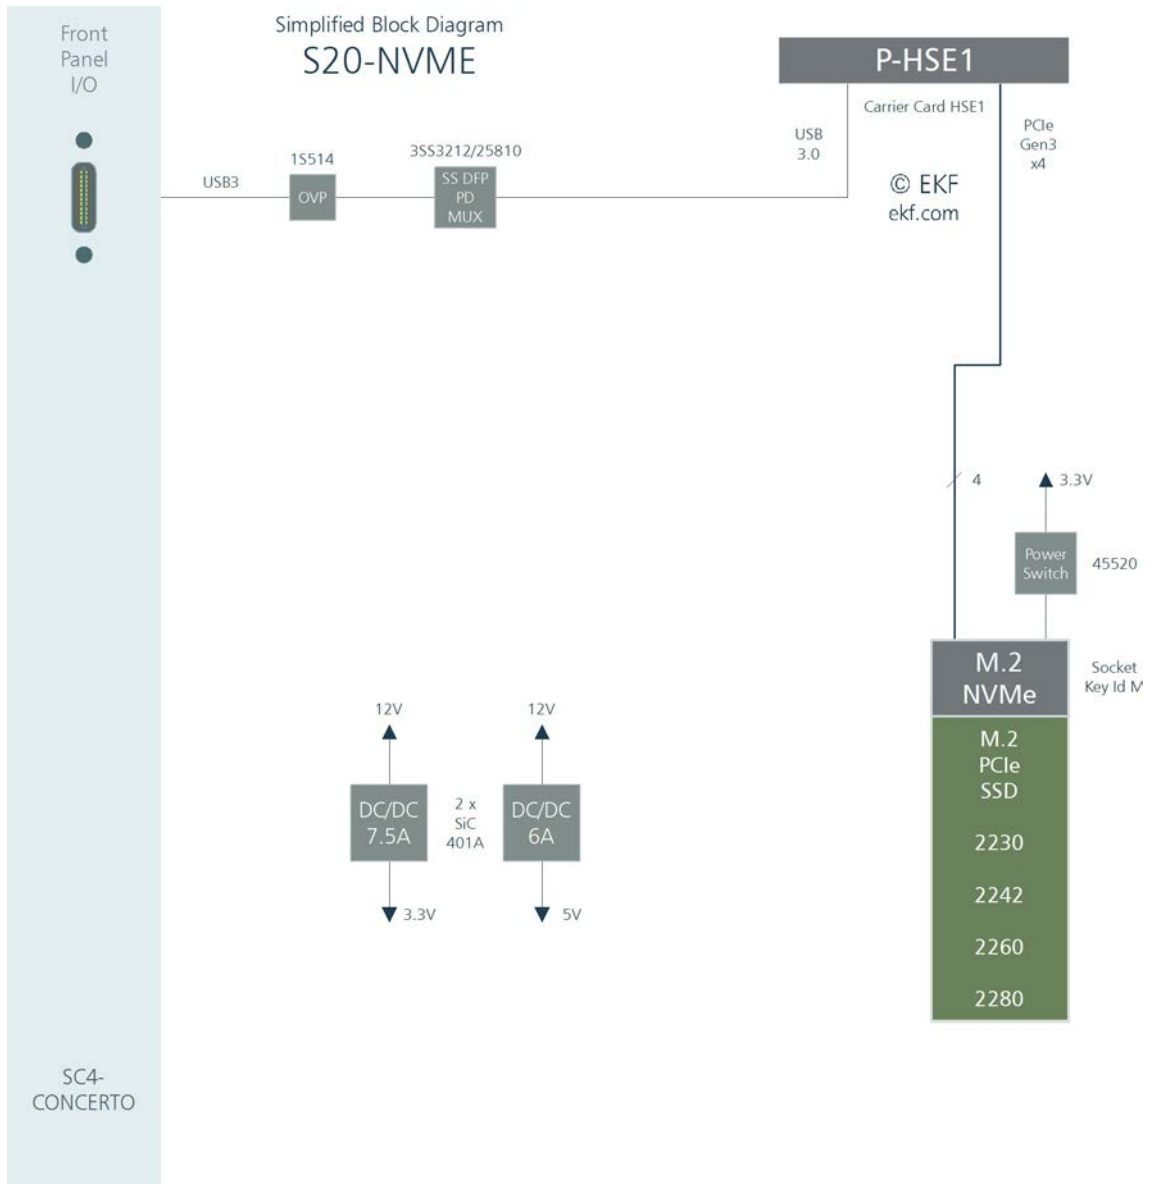 Front
Panel
I/O
Simplified Block Diagram
S20-NVME
P-HSE1
Carrier Card HSE1
USB
3.0
PCIe
Gen3
x4
© EKF
ekf.com
USB3
1S514
OVP
3SS3212/25810
SS DFP
PD
MUX
4
3.3V
Power
Switch
45520
M.2
NVMe
Socket
Key Id M
M.2
PCIe
SSD
2230
2242
2260
2280
12V
DC/DC
7.5A
3.3V
2 x
SiC
401A
12V
DC/DC
6A
5V
SC4-
CONCERTO